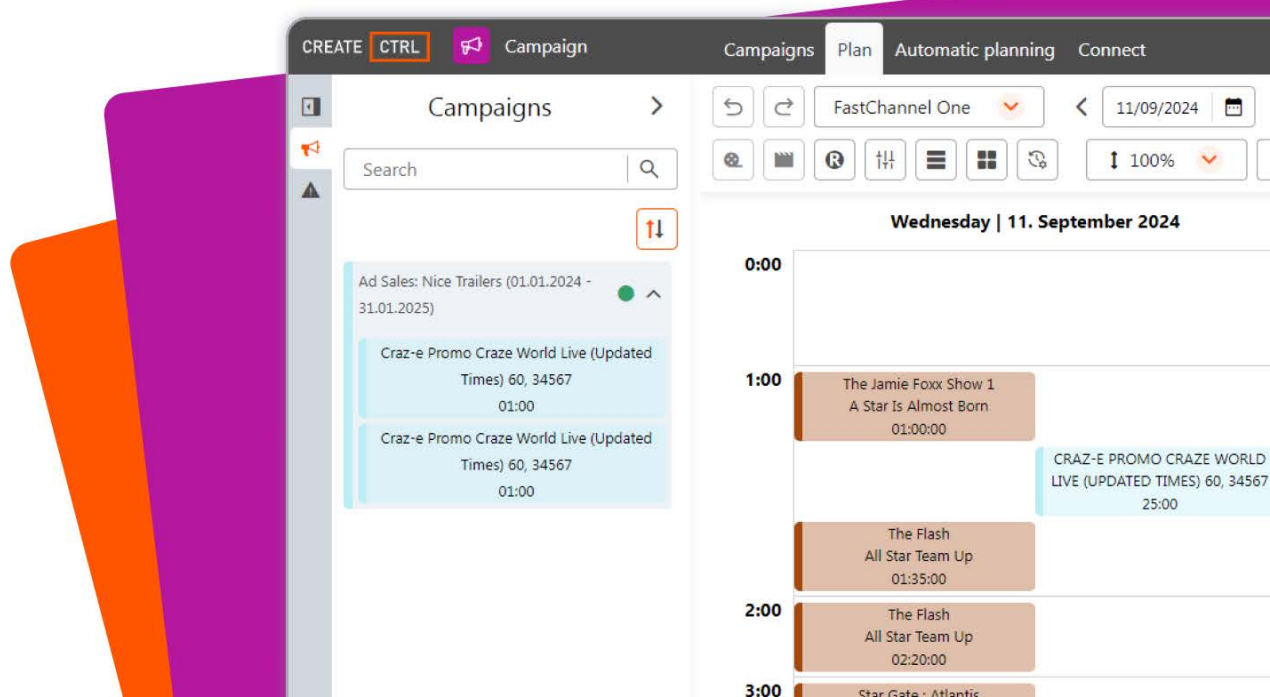 CREATE CTRL Campaign
Campaigns Plan Automatic planning Connect
Campaigns
FastChannel One
11/09/2024
Search
R
100%
Wednesday | 11. September 2024
Ad Sales: Nice Trailers (01.01.2024 -
31.01.2025)
Craz-e Promo Craze World Live (Updated
Times) 60, 34567
01:00
Craz-e Promo Craze World Live (Updated
Times) 60, 34567
01:00
0:00
1:00
The Jamie Foxx Show 1
A Star Is Almost Born
01:00:00
CRAZ-E PROMO CRAZE WORLD
LIVE (UPDATED TIMES) 60, 34567
25:00
The Flash
All Star Team Up
01:35:00
2:00
The Flash
All Star Team Up
02:20:00
3:00
Star Gate : Atlantis